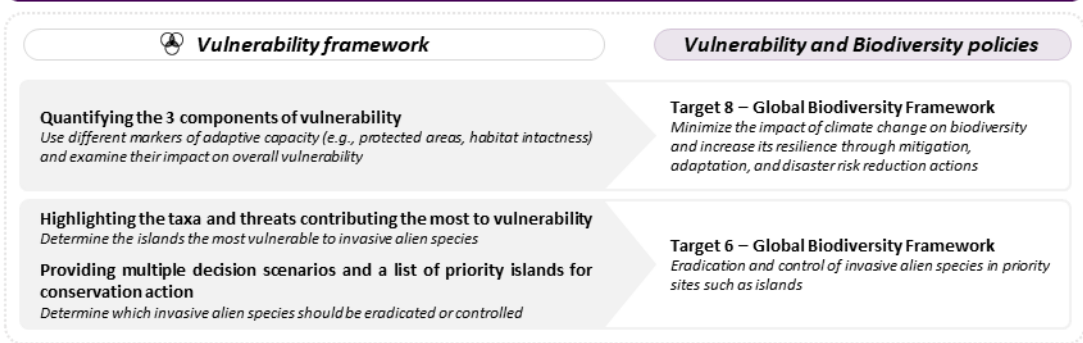 Vulnerability framework
Vulnerability and Biodiversity policies
Quantifying the 3 components of vulnerability
Use different markers of adaptive capacity (e.g., protected areas, habitat intactness)
and examine their impact on overall vulnerability
Target 8 – Global Biodiversity Framework
Minimize the impact of climate change on biodiversity
and increase its resilience through mitigation,
adaptation, and disaster risk reduction actions
Highlighting the taxa and threats contributing the most to vulnerability
Determine the islands the most vulnerable to invasive alien species
Providing multiple decision scenarios and a list of priority islands for
conservation action
Determine which invasive alien species should be eradicated or controlled
Target 6 – Global Biodiversity Framework
Eradication and control of invasive alien species in priority
sites such as islands